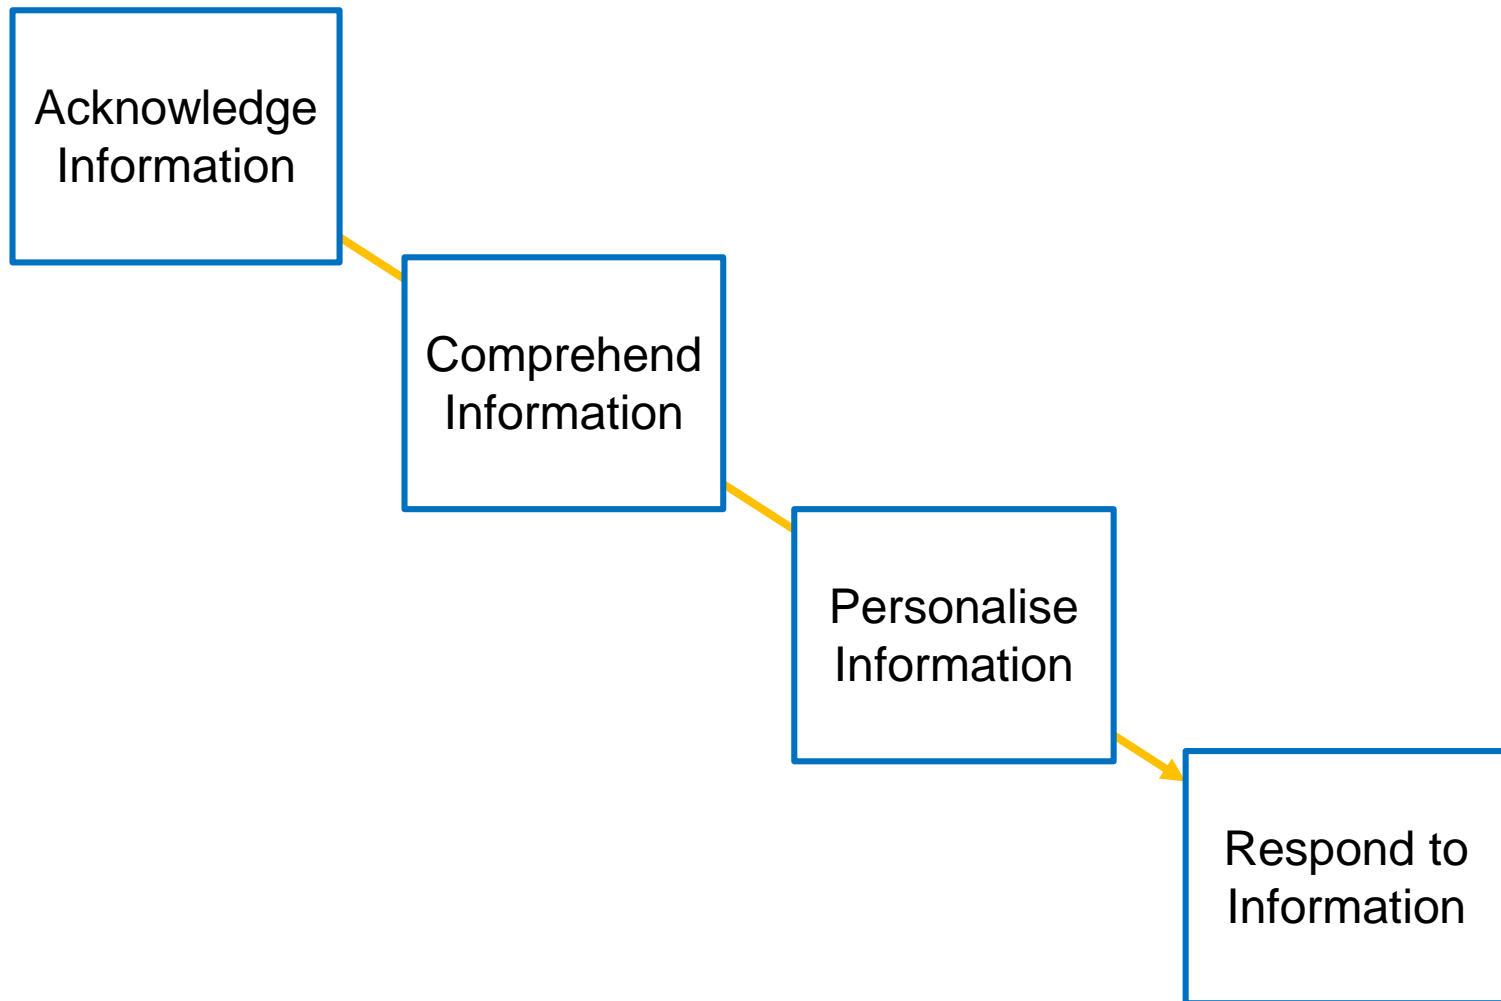 Acknowledge
Information
Comprehend
Information
Personalise
Information
Respond to
Information